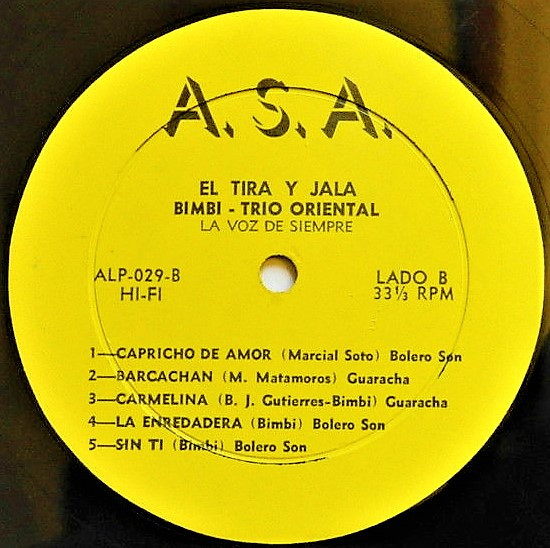 A. S. A.
EL TIRA Y JALA
BIMBI - TRIO ORIENTAL
LA VOZ DE SIEMPRE
ALP-029-B LADO B
HI-FI 33⅓ RPM
1—CAPRICHO DE AMOR (Marcial Soto) Bolero Son
2—BARCACHAN (M. Matamoros) Guaracha
3—CARMELINA (B. J. Gutierres-Bimbi) Guaracha
4—LA ENREDADERA (Bimbi) Bolero Son
5—SIN TI (Bimbi) Bolero Son